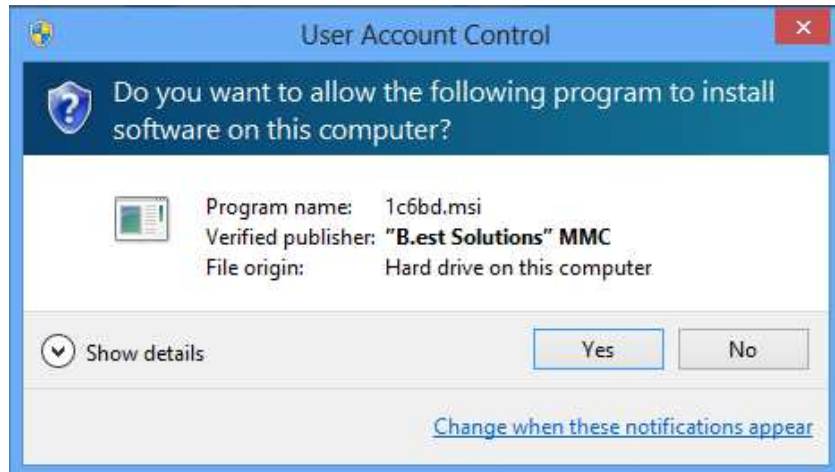 User Account Control
Do you want to allow the following program to install
software on this computer?
Program name: 1c6bd.msi
Verified publisher: "B.est Solutions" MMC
File origin: Hard drive on this computer
Show details
Yes
No
Change when these notifications appear